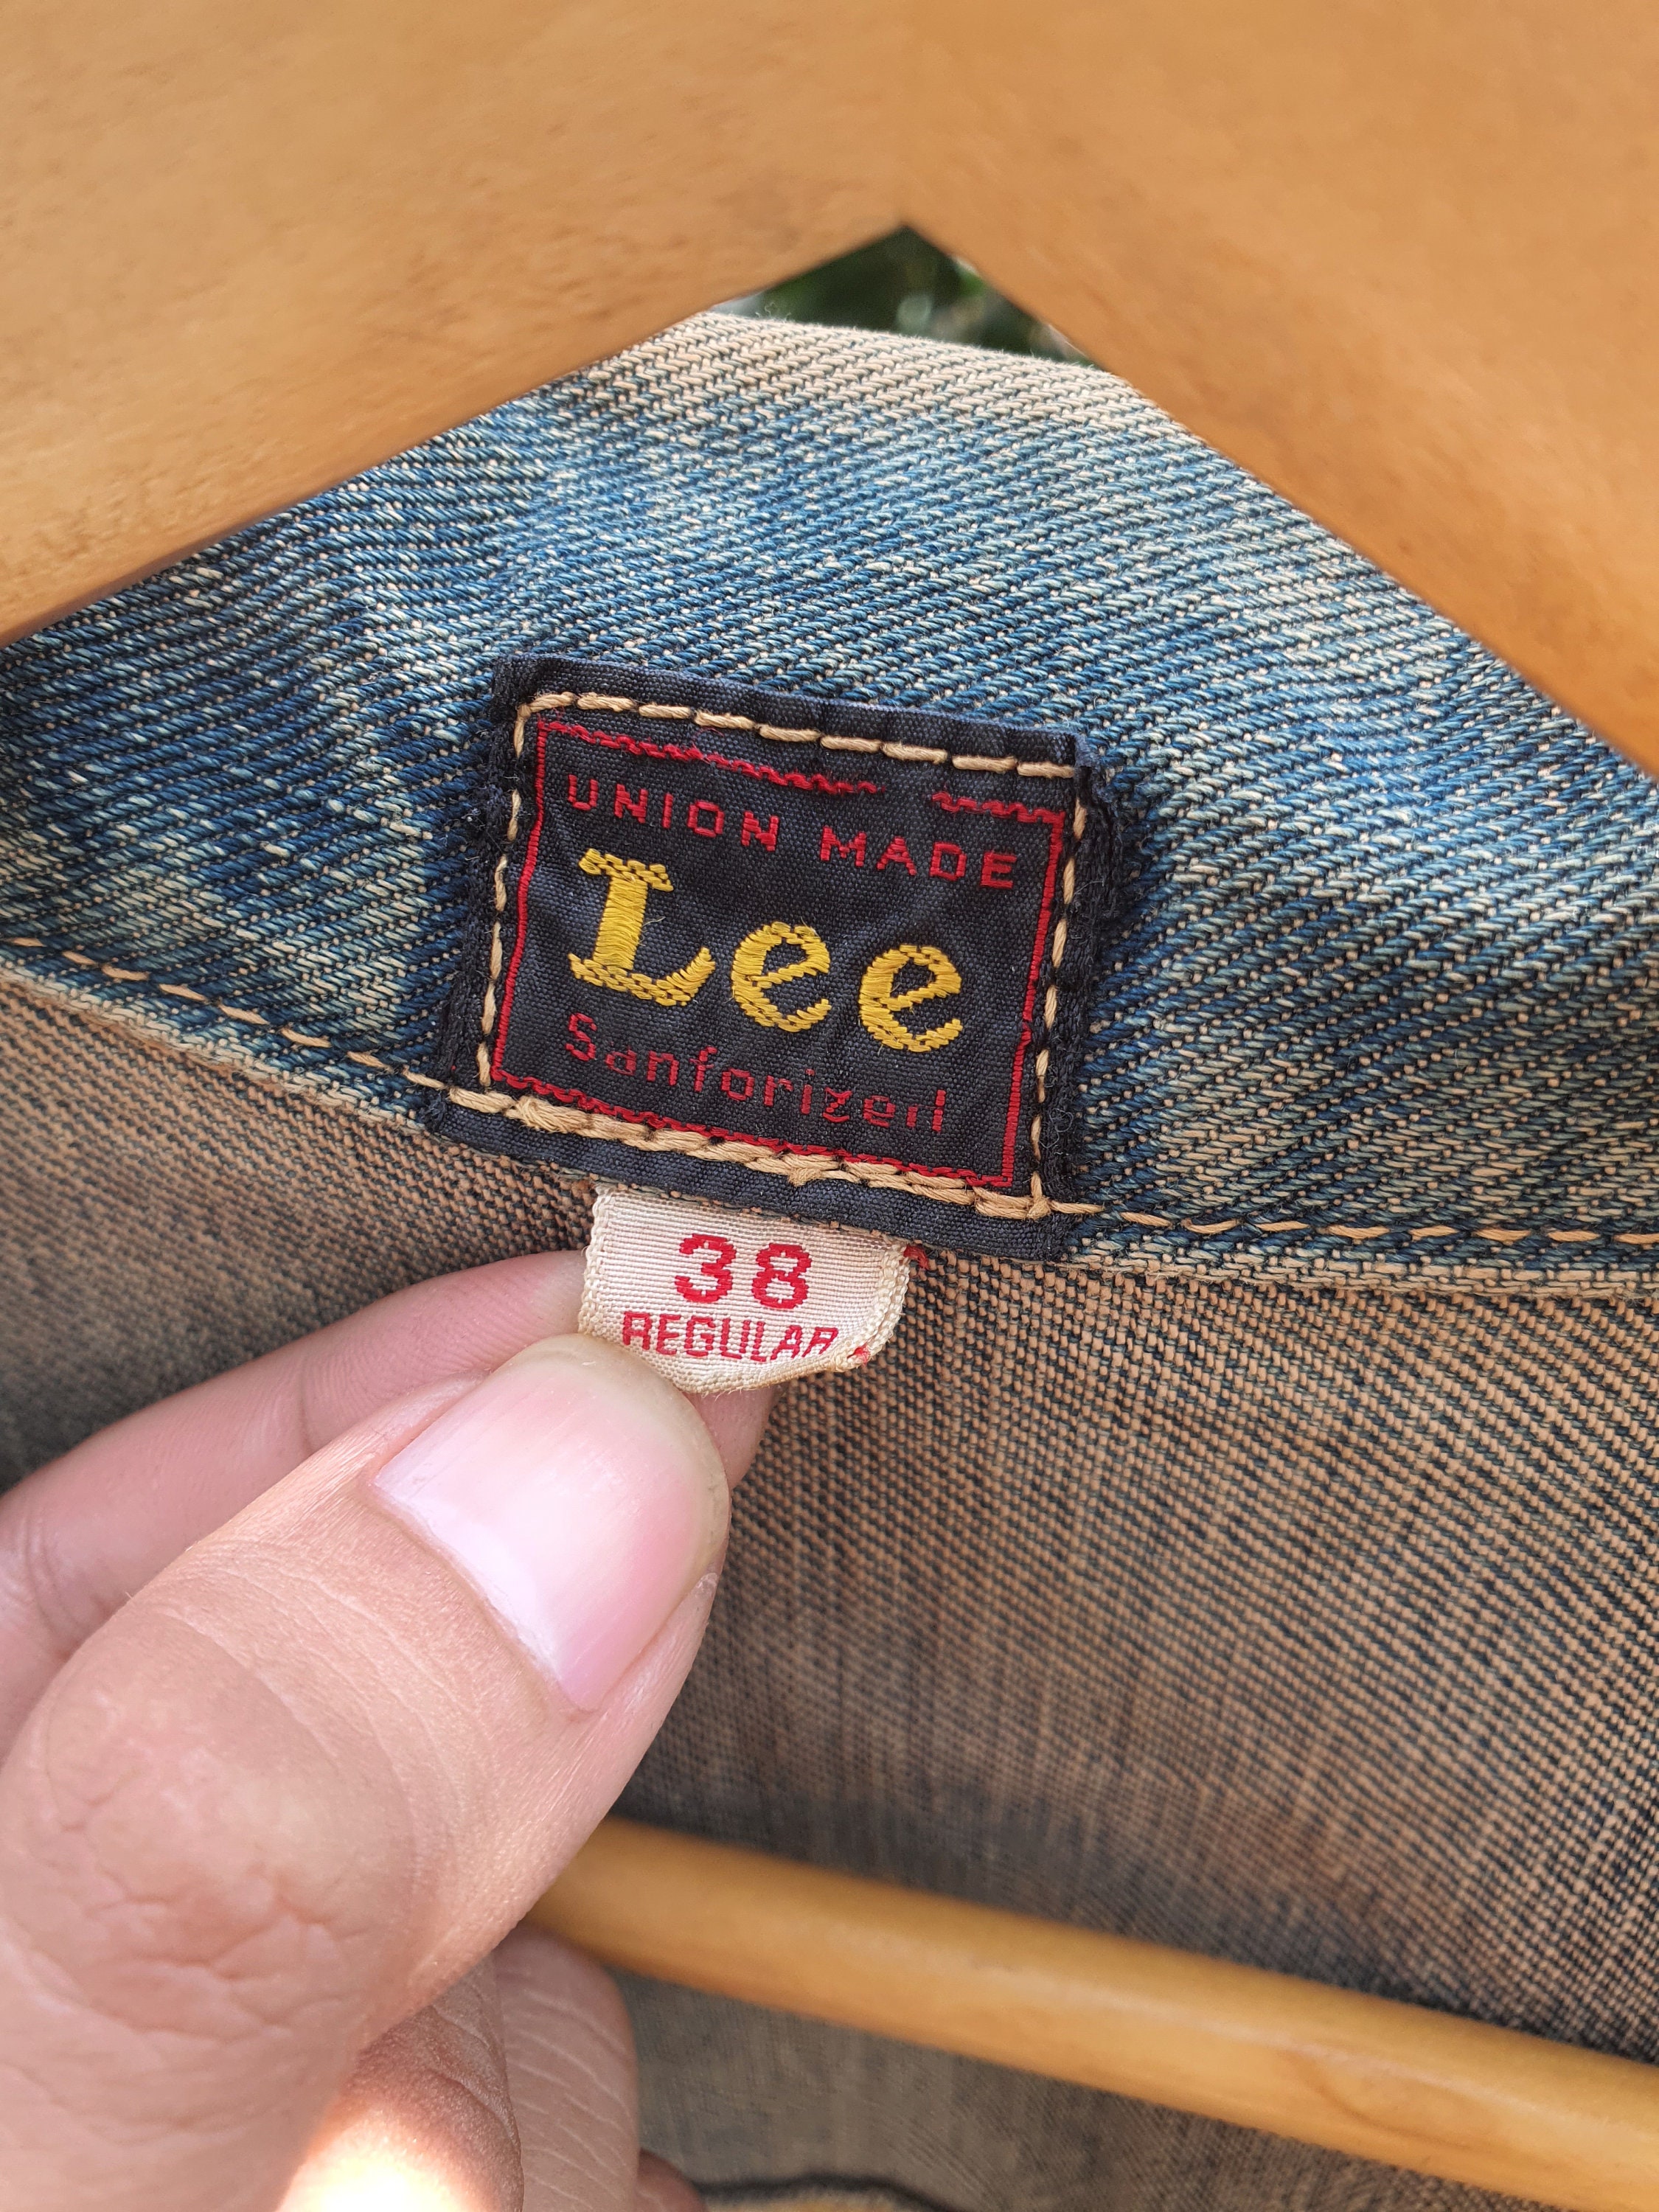 UNION MADE
Lee
Sanforized
38
REGULAR